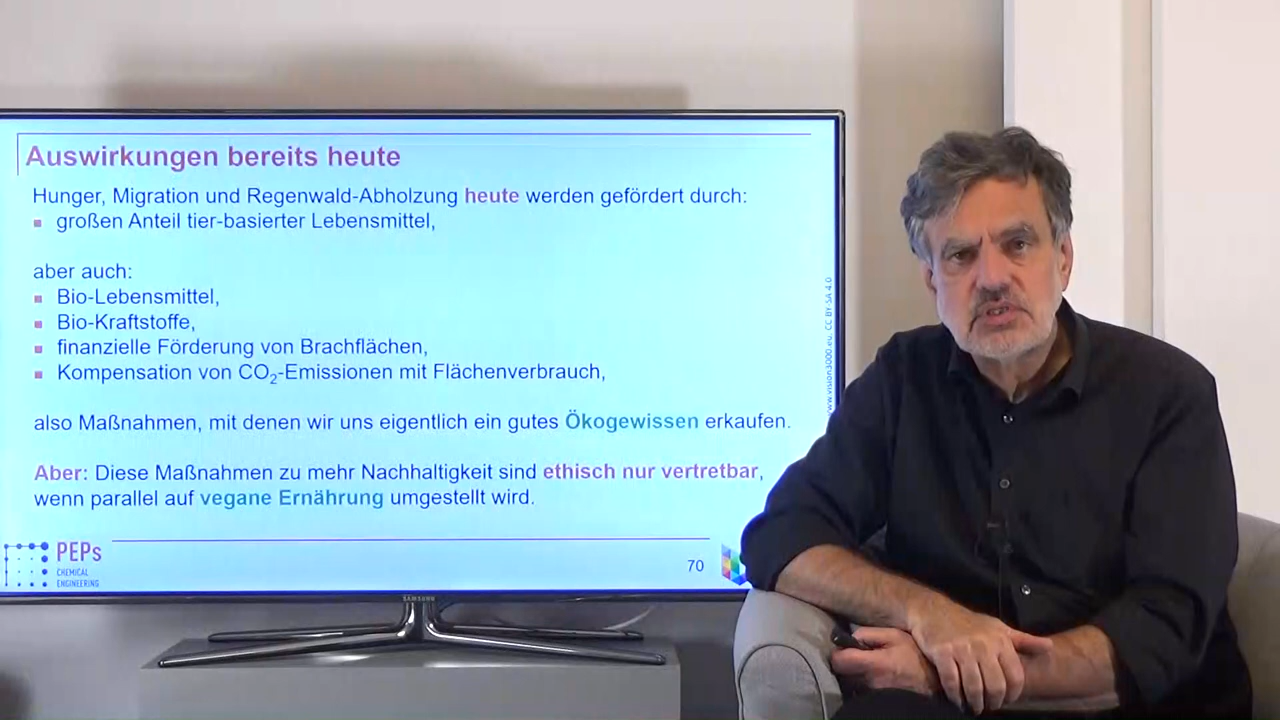 Auswirkungen bereits heute
Hunger, Migration und Regenwald-Abholzung heute werden gefördert durch:
großen Anteil tier-basierter Lebensmittel,
aber auch:
Bio-Lebensmittel,
Bio-Kraftstoffe,
finanzielle Förderung von Brachflächen,
Kompensation von CO₂-Emissionen mit Flächenverbrauch,
also Maßnahmen, mit denen wir uns eigentlich ein gutes Ökogewissen erkaufen.
Aber: Diese Maßnahmen zu mehr Nachhaltigkeit sind ethisch nur vertretbar,
wenn parallel auf vegane Ernährung umgestellt wird.
PEPs
CHEMICAL
ENGINEERING
70
www.vision3000.eu, CC BY-SA 4.0
SAMSUNG